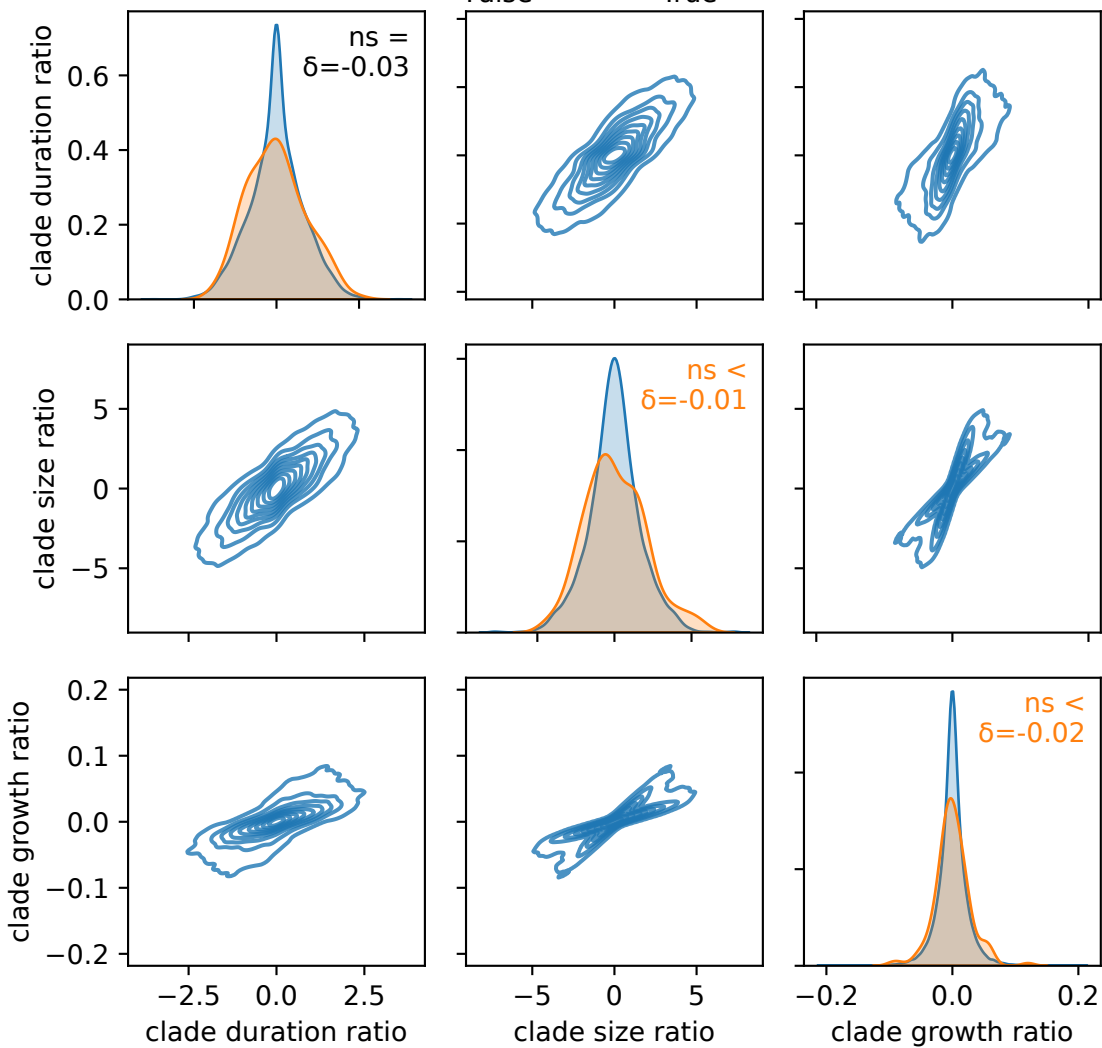 clade duration ratio
0.6
0.4
0.2
0.0
ns =
δ=-0.03
clade size ratio
5
0
−5
ns <
δ=-0.01
clade growth ratio
0.2
0.1
0.0
−0.1
−0.2
ns <
δ=-0.02
−2.5 0.0 2.5
−5 0 5
−0.2 0.0 0.2
clade duration ratio
clade size ratio
clade growth ratio